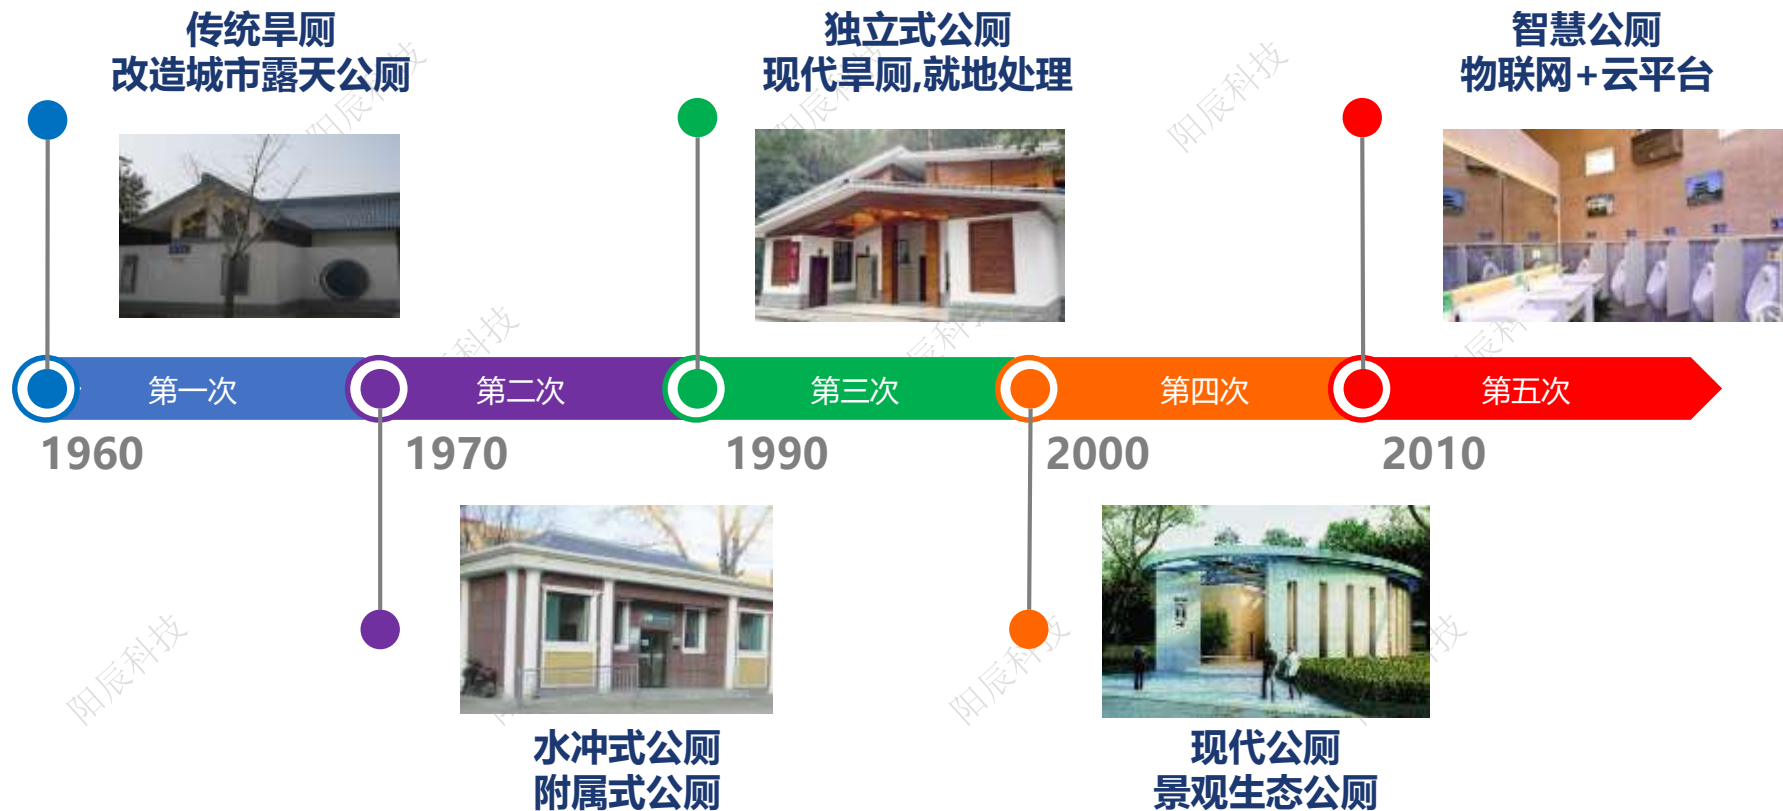 传统旱厕
改造城市露天公厕
独立式公厕
现代旱厕,就地处理
智慧公厕
物联网+云平台
阳辰科技
阳辰科技
阳辰科技
第一次
第二次
第三次
第四次
第五次
1960
1970
1990
2000
2010
阳辰科技
阳辰科技
水冲式公厕
附属式公厕
现代公厕
景观生态公厕